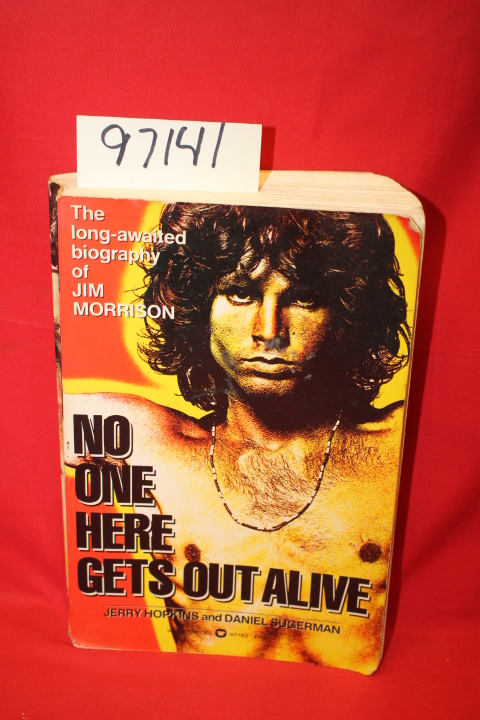 97141
The
long-awaited
biography
of
JIM
MORRISON
NO
ONE
HERE
GETS OUT ALIVE
JERRY HOPKINS and DANIEL SUGERMAN